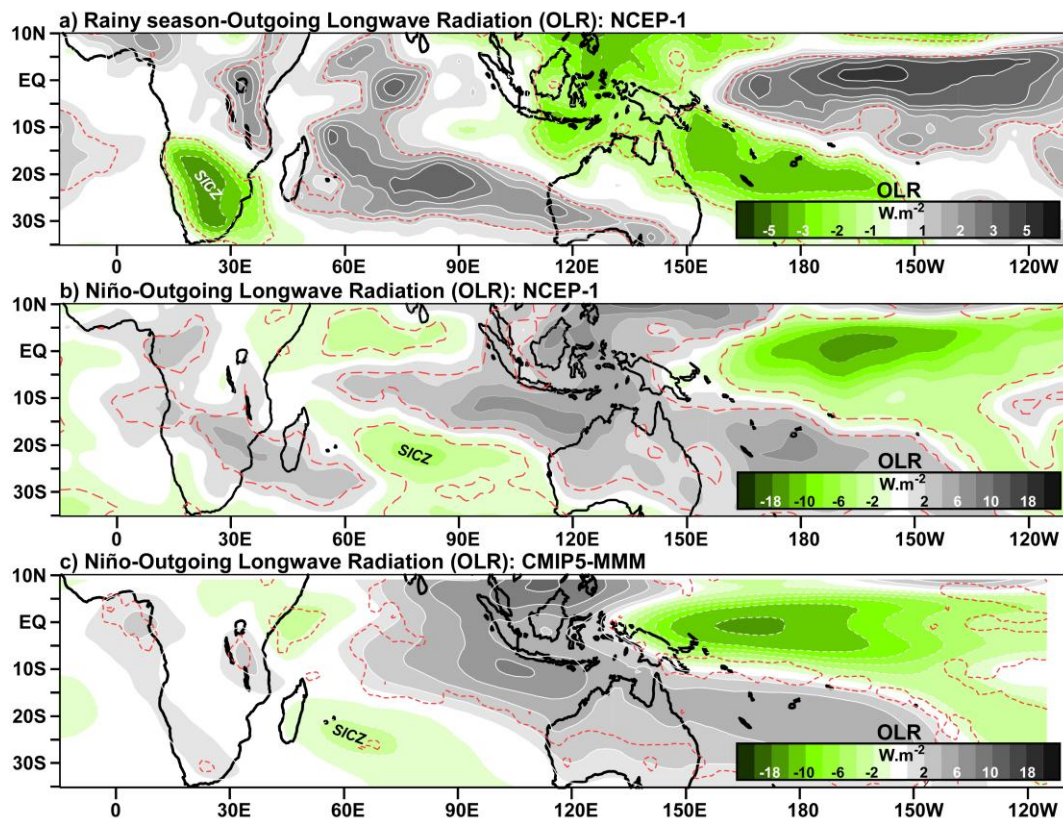 a) Rainy season-Outgoing Longwave Radiation (OLR): NCEP-1
10N
EQ
10S
20S
30S
SICZ
OLR
W.m-2
-5 -3 -2 -1 1 2 3 5
0 30E 60E 90E 120E 150E 180 150W 120W
b) Niño-Outgoing Longwave Radiation (OLR): NCEP-1
10N
EQ
10S
20S
30S
SICZ
OLR
W.m-2
-18 -10 -6 -2 2 6 10 18
0 30E 60E 90E 120E 150E 180 150W 120W
c) Niño-Outgoing Longwave Radiation (OLR): CMIP5-MMM
10N
EQ
10S
20S
30S
SICZ
OLR
W.m-2
-18 -10 -6 -2 2 6 10 18
0 30E 60E 90E 120E 150E 180 150W 120W